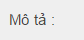 Mô tả :